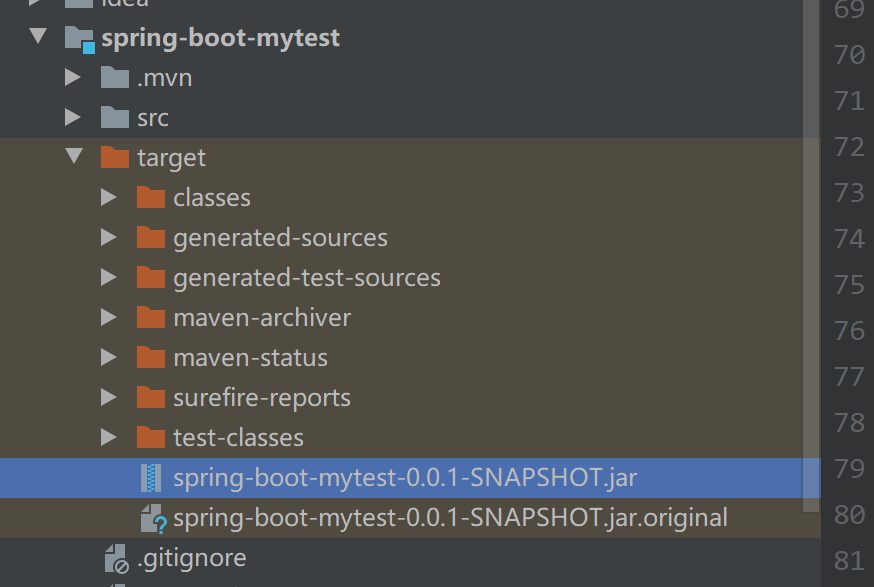 idea
spring-boot-mytest
.mvn
src
target
classes
generated-sources
generated-test-sources
maven-archiver
maven-status
surefire-reports
test-classes
spring-boot-mytest-0.0.1-SNAPSHOT.jar
spring-boot-mytest-0.0.1-SNAPSHOT.jar.original
.gitignore
69
70
71
72
73
74
75
76
77
78
79
80
81